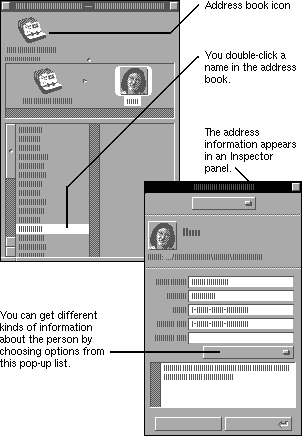 Address book icon
You double-click a
name in the address
book.
The address
information appears
in an Inspector
panel.
You can get different
kinds of information
about the person by
choosing options from
this pop-up list.